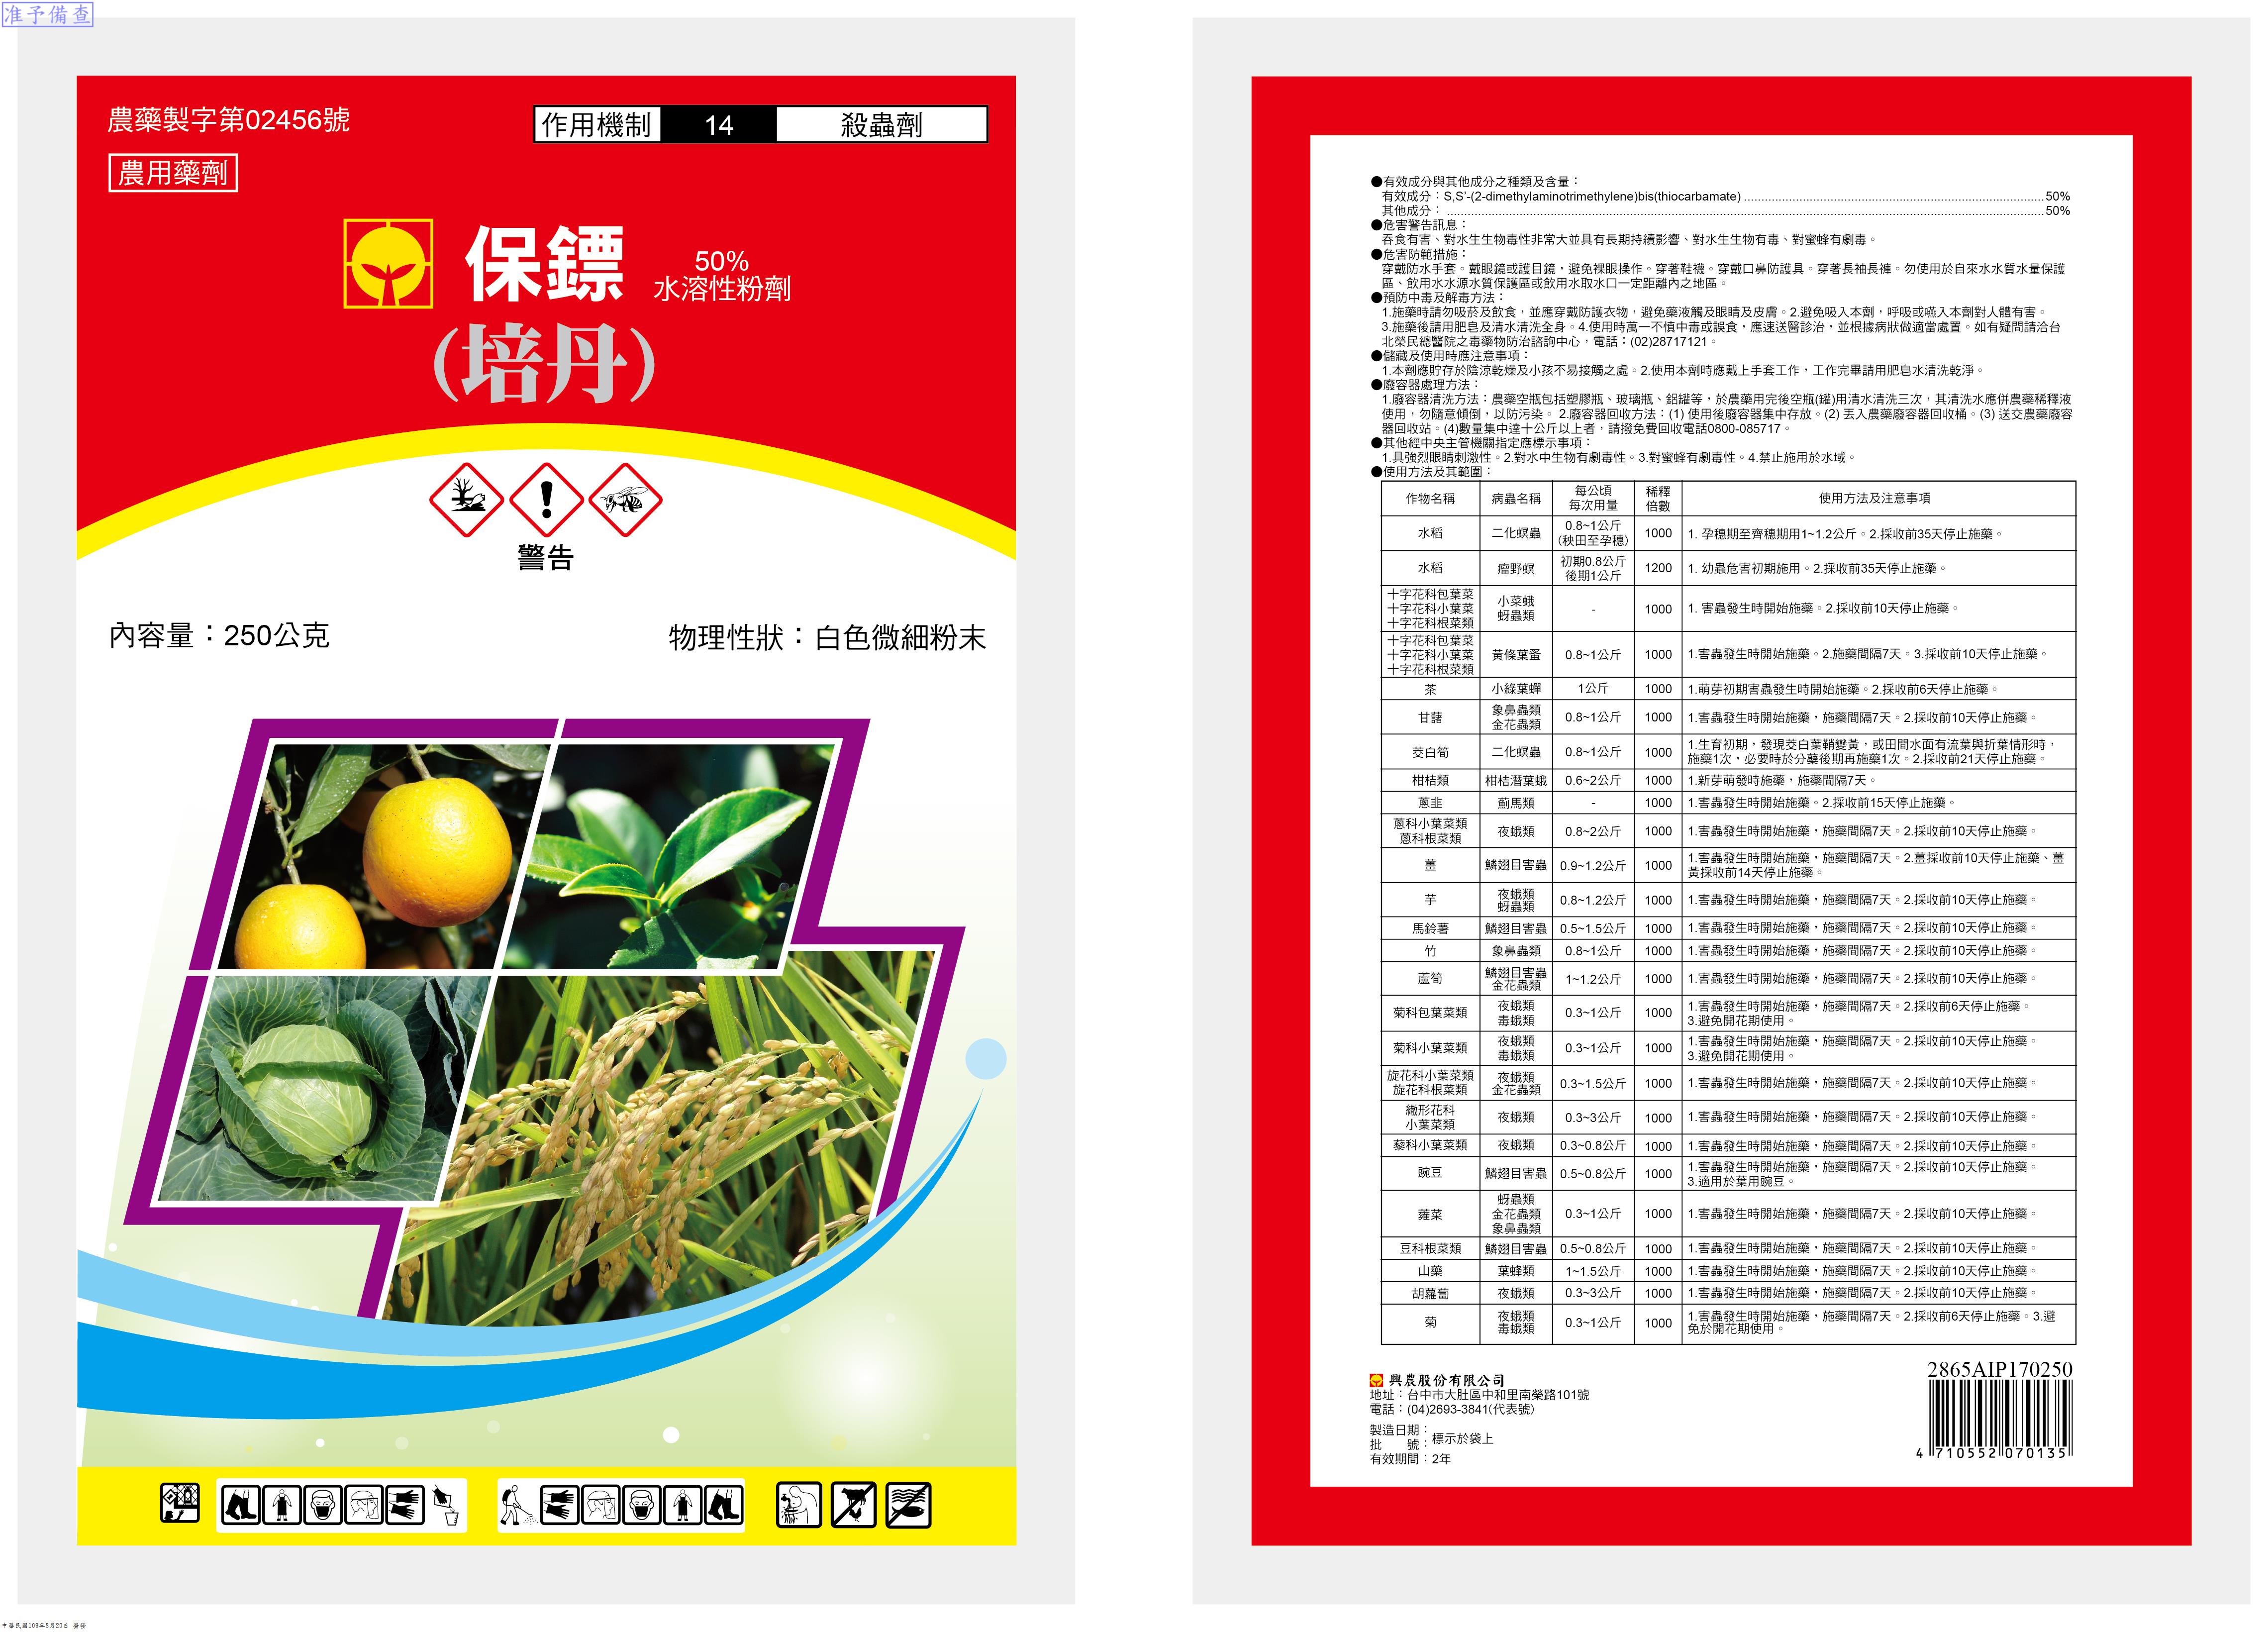 准予備查
農藥製字第02456號
作用機制 14 殺蟲劑
農用藥劑
保鏢
50%
水溶性粉劑
(培丹)
警告
內容量：250公克
物理性狀：白色微細粉末
●有效成分與其他成分之種類及含量：
有效成分：S,S'-(2-dimethylaminotrimethylene)bis(thiocarbamate) 50%
其他成分： 50%
●危害警告訊息：
吞食有害、對水生生物毒性非常大並具有長期持續影響、對水生生物有毒、對蜜蜂有劇毒。
●危害防範措施：
穿戴防水手套。戴眼鏡或護目鏡，避免裸眼操作。穿著鞋襪。穿戴口鼻防護具。穿著長袖長褲。勿使用於自來水水質水量保護
區、飲用水水源水質保護區或飲用水取水口一定距離內之地區。
●預防中毒及解毒方法：
1.施藥時請勿吸菸及飲食，並應穿戴防護衣物，避免藥液觸及眼睛及皮膚。2.避免吸入本劑，呼吸或嚥入本劑對人體有害。
3.施藥後請用肥皂及清水清洗全身。4.使用時萬一不慎中毒或誤食，應速送醫診治，並根據病狀做適當處置。如有疑問請洽台
北榮民總醫院之毒藥物防治諮詢中心，電話：(02)28717121。
●儲藏及使用時應注意事項：
1.本劑應貯存於陰涼乾燥及小孩不易接觸之處。2.使用本劑時應戴上手套工作，工作完畢請用肥皂水清洗乾淨。
●廢容器處理方法：
1.廢容器清洗方法：農藥空瓶包括塑膠瓶、玻璃瓶、鋁罐等，於農藥用完後空瓶(罐)用清水清洗三次，其清洗水應併農藥稀釋液
使用，勿隨意傾倒，以防污染。 2.廢容器回收方法：(1) 使用後廢容器集中存放。(2) 丟入農藥廢容器回收桶。(3) 送交農藥廢容
器回收站。(4)數量集中達十公斤以上者，請撥免費回收電話0800-085717。
●其他經中央主管機關指定應標示事項：
1.具強烈眼睛刺激性。2.對水中生物有劇毒性。3.對蜜蜂有劇毒性。4.禁止施用於水域。
●使用方法及其範圍：
作物名稱 病蟲名稱 每公頃每次用量 稀釋倍數 使用方法及注意事項
水稻 二化螟蟲 0.8~1公斤(秧田至孕穗) 1000 1. 孕穗期至齊穗期用1~1.2公斤。2.採收前35天停止施藥。
水稻 瘤野螟 初期0.8公斤後期1公斤 1200 1. 幼蟲危害初期施用。2.採收前35天停止施藥。
十字花科包葉菜 十字花科小葉菜 十字花科根菜類 小菜蛾 蚜蟲類 - 1000 1. 害蟲發生時開始施藥。2.採收前10天停止施藥。
十字花科包葉菜 十字花科小葉菜 十字花科根菜類 黃條葉蚤 0.8~1公斤 1000 1.害蟲發生時開始施藥。2.施藥間隔7天。3.採收前10天停止施藥。
茶 小綠葉蟬 1公斤 1000 1.萌芽初期害蟲發生時開始施藥。2.採收前6天停止施藥。
甘藷 象鼻蟲類 金花蟲類 0.8~1公斤 1000 1.害蟲發生時開始施藥，施藥間隔7天。2.採收前10天停止施藥。
茭白筍 二化螟蟲 0.8~1公斤 1000 1.生育初期，發現茭白葉鞘變黃，或田間水面有流葉與折葉情形時，
施藥1次，必要時於分蘗後期再施藥1次。2.採收前21天停止施藥。
柑桔類 柑桔潛葉蛾 0.6~2公斤 1000 1.新芽萌發時施藥，施藥間隔7天。
蔥韭 薊馬類 - 1000 1.害蟲發生時開始施藥。2.採收前15天停止施藥。
蔥科小葉菜類 蔥科根菜類 夜蛾類 0.8~2公斤 1000 1.害蟲發生時開始施藥，施藥間隔7天。2.採收前10天停止施藥。
薑 鱗翅目害蟲 0.9~1.2公斤 1000 1.害蟲發生時開始施藥，施藥間隔7天。2.薑採收前10天停止施藥、薑
黃採收前14天停止施藥。
芋 夜蛾類 蚜蟲類 0.8~1.2公斤 1000 1.害蟲發生時開始施藥，施藥間隔7天。2.採收前10天停止施藥。
馬鈴薯 鱗翅目害蟲 0.5~1.5公斤 1000 1.害蟲發生時開始施藥，施藥間隔7天。2.採收前10天停止施藥。
竹 象鼻蟲類 0.8~1公斤 1000 1.害蟲發生時開始施藥，施藥間隔7天。2.採收前10天停止施藥。
蘆筍 鱗翅目害蟲 金花蟲類 1~1.2公斤 1000 1.害蟲發生時開始施藥，施藥間隔7天。2.採收前10天停止施藥。
菊科包葉菜類 夜蛾類 毒蛾類 0.3~1公斤 1000 1.害蟲發生時開始施藥，施藥間隔7天。2.採收前6天停止施藥。
3.避免開花期使用。
菊科小葉菜類 夜蛾類 毒蛾類 0.3~1公斤 1000 1.害蟲發生時開始施藥，施藥間隔7天。2.採收前10天停止施藥。
3.避免開花期使用。
旋花科小葉菜類 旋花科根菜類 夜蛾類 金花蟲類 0.3~1.5公斤 1000 1.害蟲發生時開始施藥，施藥間隔7天。2.採收前10天停止施藥。
繖形花科 小葉菜類 夜蛾類 0.3~3公斤 1000 1.害蟲發生時開始施藥，施藥間隔7天。2.採收前10天停止施藥。
藜科小葉菜類 夜蛾類 0.3~0.8公斤 1000 1.害蟲發生時開始施藥，施藥間隔7天。2.採收前10天停止施藥。
豌豆 鱗翅目害蟲 0.5~0.8公斤 1000 1.害蟲發生時開始施藥，施藥間隔7天。2.採收前10天停止施藥。
3.適用於葉用豌豆。
蕹菜 蚜蟲類 金花蟲類 象鼻蟲類 0.3~1公斤 1000 1.害蟲發生時開始施藥，施藥間隔7天。2.採收前10天停止施藥。
豆科根菜類 鱗翅目害蟲 0.5~0.8公斤 1000 1.害蟲發生時開始施藥，施藥間隔7天。2.採收前10天停止施藥。
山藥 葉蜂類 1~1.5公斤 1000 1.害蟲發生時開始施藥，施藥間隔7天。2.採收前10天停止施藥。
胡蘿蔔 夜蛾類 0.3~3公斤 1000 1.害蟲發生時開始施藥，施藥間隔7天。2.採收前10天停止施藥。
菊 夜蛾類 毒蛾類 0.3~1公斤 1000 1.害蟲發生時開始施藥，施藥間隔7天。2.採收前6天停止施藥。3.避
免於開花期使用。
興農股份有限公司
地址：台中市大肚區中和里南榮路101號
電話：(04)2693-3841(代表號)
製造日期：
批 號：標示於袋上
有效期間：2年
2865AIP170250
4 710552 070135
中華民國109年8月20日 簽發